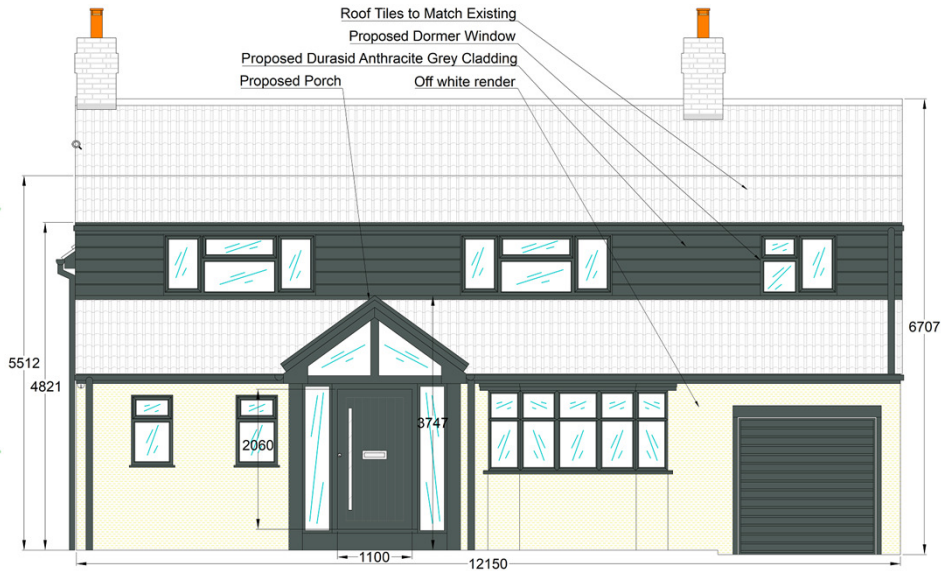 Roof Tiles to Match Existing
Proposed Dormer Window
Proposed Durasid Anthracite Grey Cladding
Proposed Porch
Off white render
5512
4821
6707
3747
2060
1100
12150